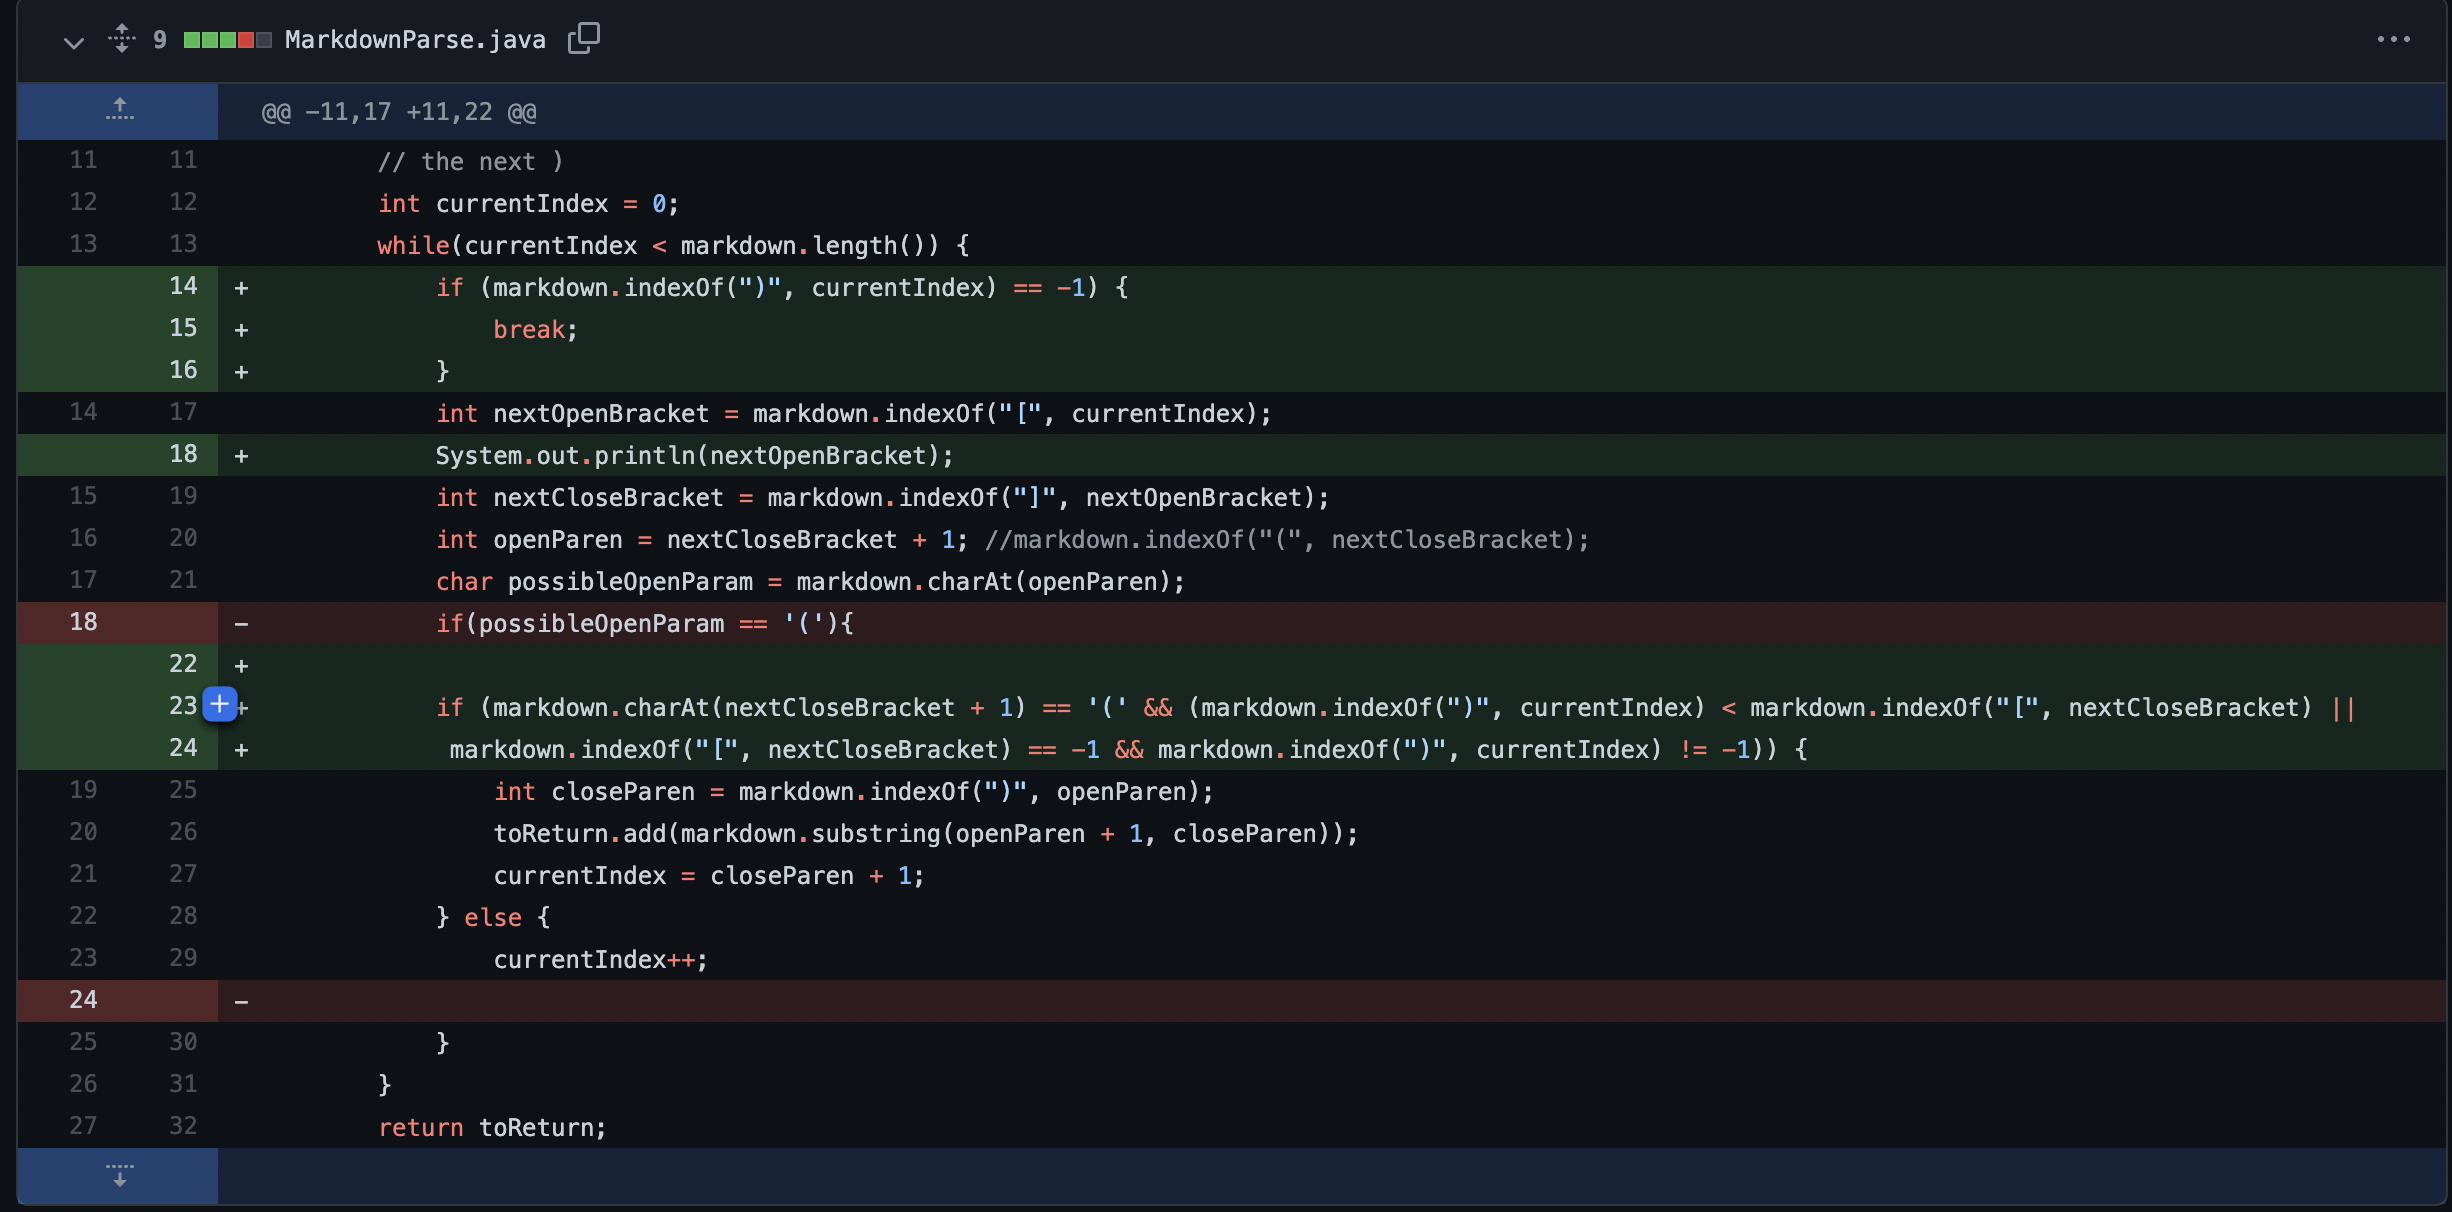 9 MarkdownParse.java
@@ -11,17 +11,22 @@
11 11 // the next )
12 12 int currentIndex = 0;
13 13 while(currentIndex < markdown.length()) {
14 + if (markdown.indexOf(")", currentIndex) == -1) {
15 + break;
16 + }
14 17 int nextOpenBracket = markdown.indexOf("[", currentIndex);
18 + System.out.println(nextOpenBracket);
15 19 int nextCloseBracket = markdown.indexOf("]", nextOpenBracket);
16 20 int openParen = nextCloseBracket + 1; //markdown.indexOf("(", nextCloseBracket);
17 21 char possibleOpenParam = markdown.charAt(openParen);
18 - if(possibleOpenParam == '('){
22 +
23 + if (markdown.charAt(nextCloseBracket + 1) == '(' && (markdown.indexOf(")", currentIndex) < markdown.indexOf("[", nextCloseBracket) ||
24 + markdown.indexOf("[", nextCloseBracket) == -1 && markdown.indexOf(")", currentIndex) != -1)) {
19 25 int closeParen = markdown.indexOf(")", openParen);
20 26 toReturn.add(markdown.substring(openParen + 1, closeParen));
21 27 currentIndex = closeParen + 1;
22 28 } else {
23 29 currentIndex++;
24 -
25 30 }
26 31 }
27 32 return toReturn;